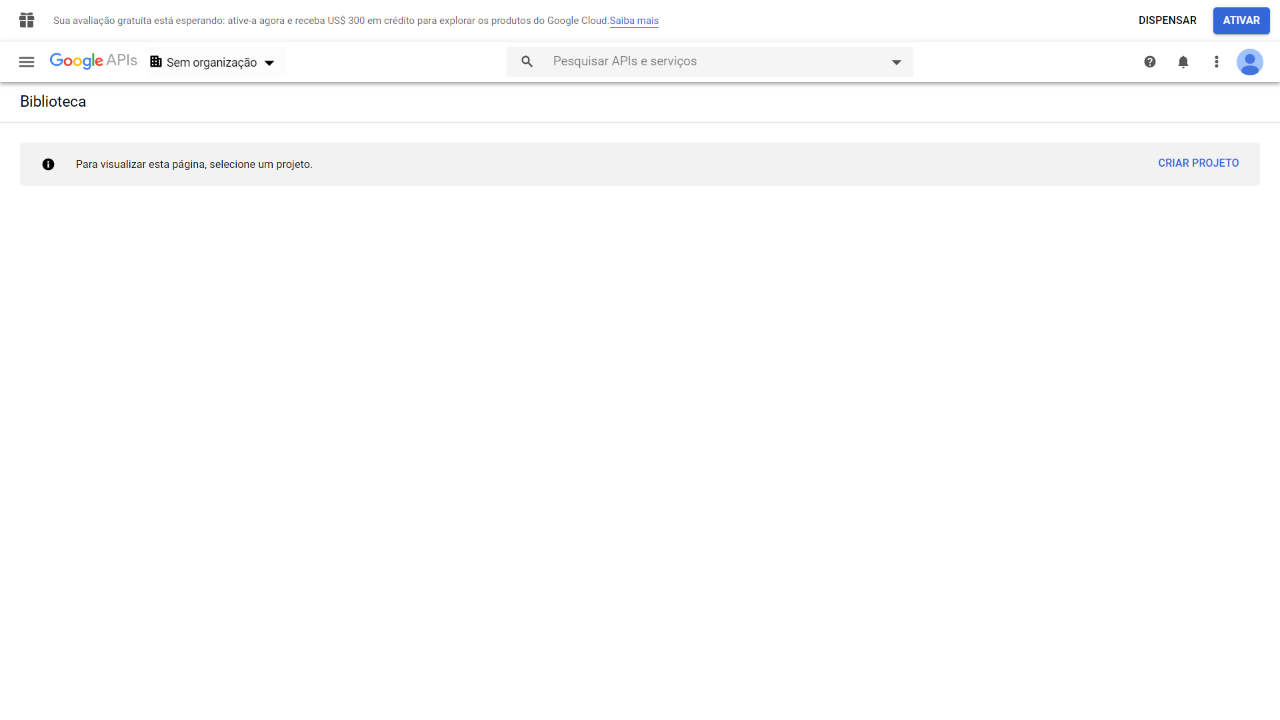 Sua avaliação gratuita está esperando: ative-a agora e receba US$ 300 em crédito para explorar os produtos do Google Cloud.Saiba mais
DISPENSAR
ATIVAR
Google APIs
Sem organização
Pesquisar APIs e serviços
Biblioteca
Para visualizar esta página, selecione um projeto.
CRIAR PROJETO